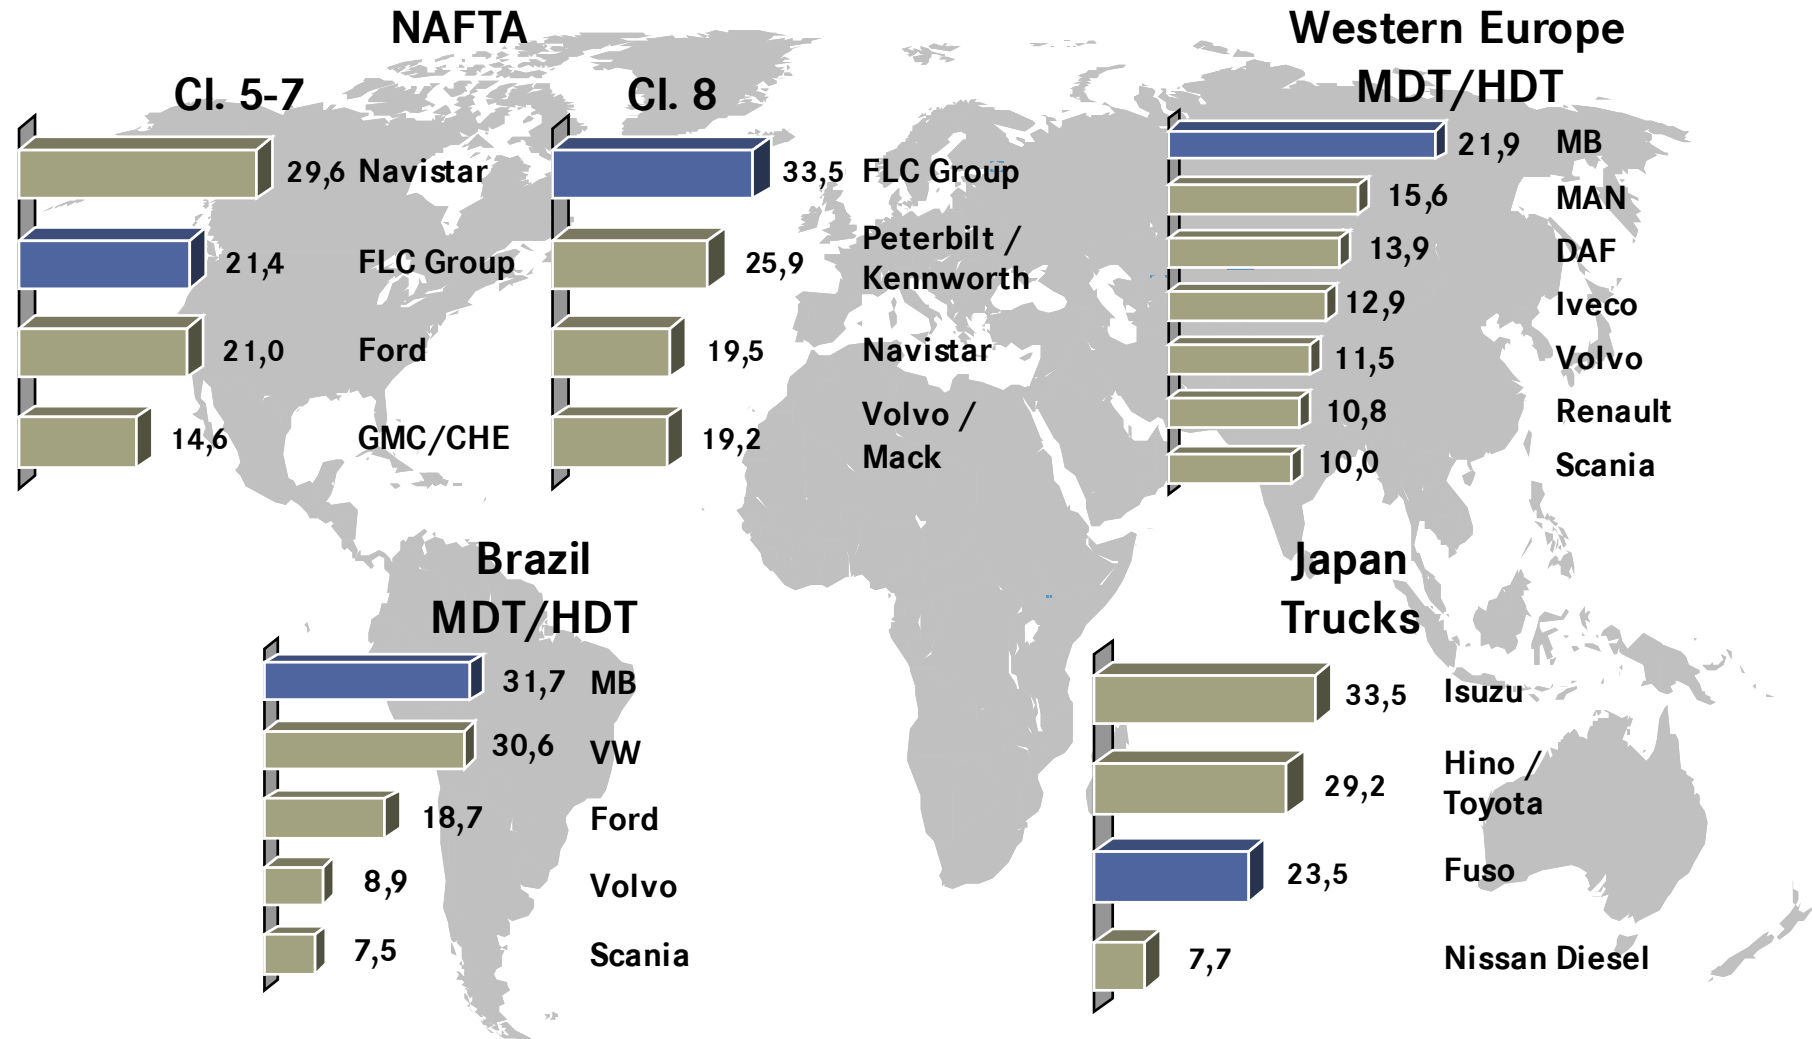 NAFTA
Cl. 5-7
29,6 Navistar
21,4 FLC Group
21,0 Ford
14,6 GMC/CHE
Cl. 8
33,5 FLC Group
25,9 Peterbilt /
Kennworth
19,5 Navistar
19,2 Volvo /
Mack
Western Europe
MDT/HDT
21,9 MB
15,6 MAN
13,9 DAF
12,9 Iveco
11,5 Volvo
10,8 Renault
10,0 Scania
Brazil
MDT/HDT
31,7 MB
30,6 VW
18,7 Ford
8,9 Volvo
7,5 Scania
Japan
Trucks
33,5 Isuzu
29,2 Hino /
Toyota
23,5 Fuso
7,7 Nissan Diesel